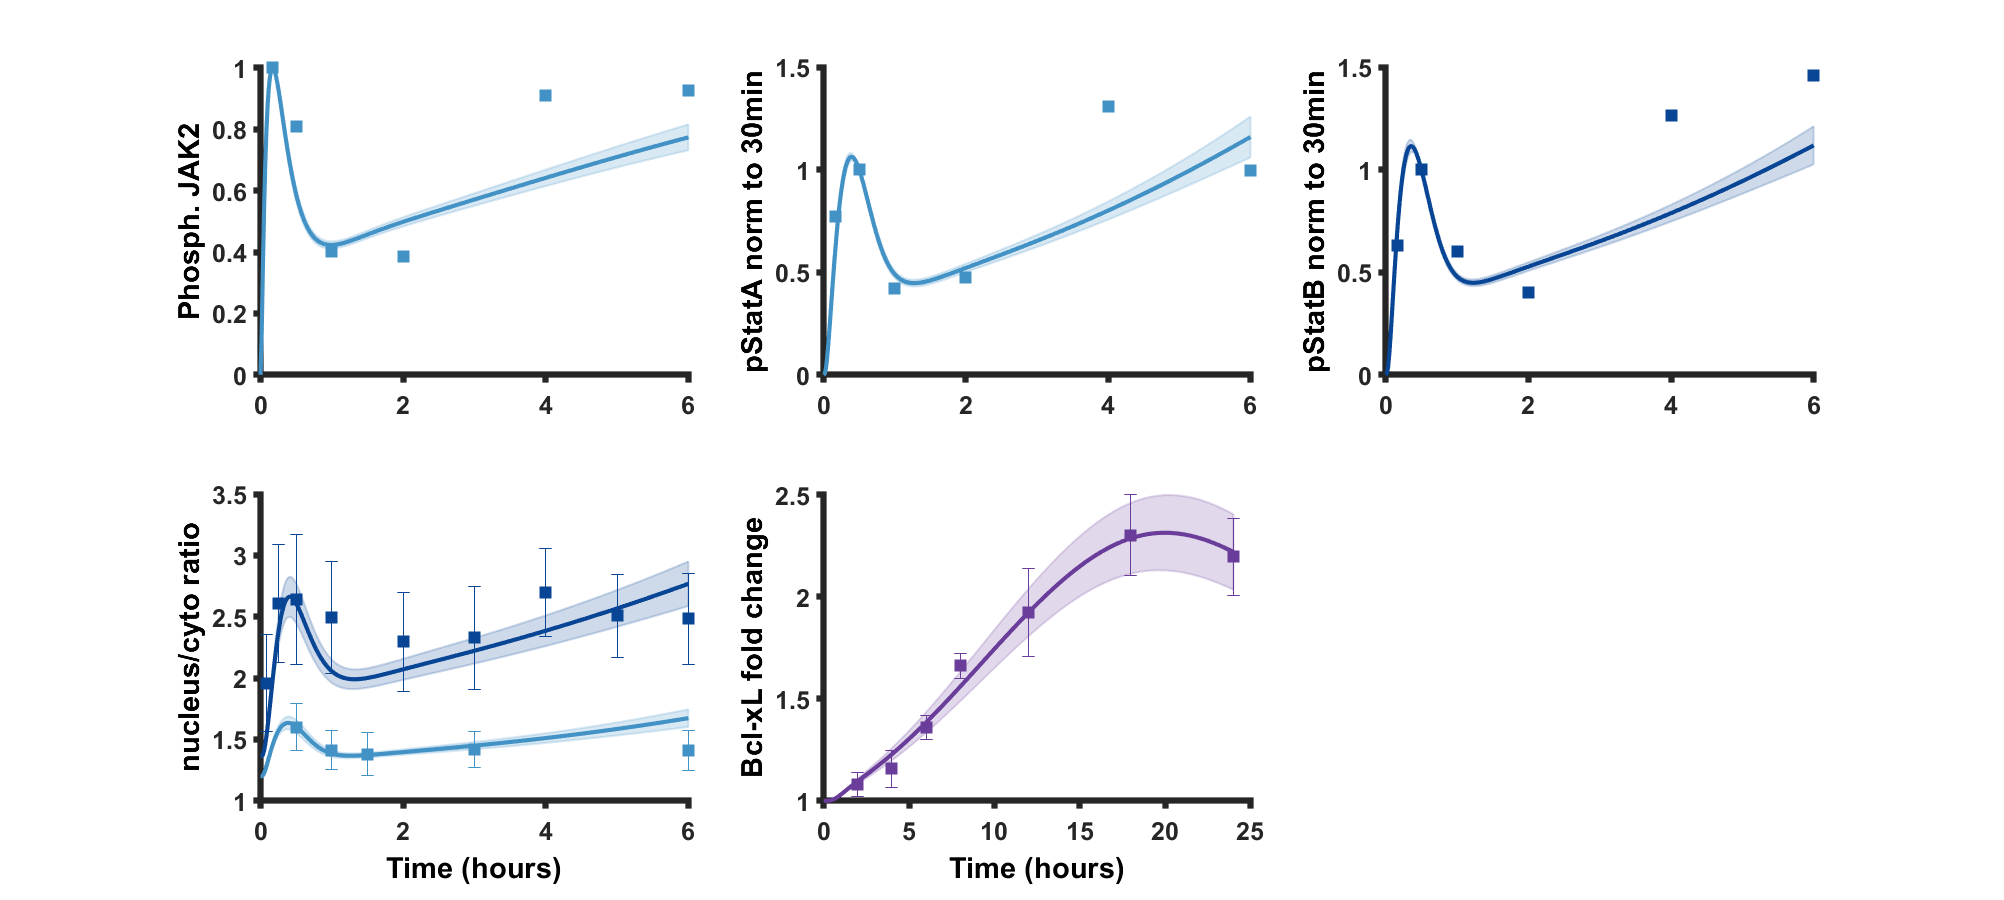 Phosph. JAK2
1
0.8
0.6
0.4
0.2
0
0 2 4 6
pStatA norm to 30min
1.5
1
0.5
0
0 2 4 6
pStatB norm to 30min
1.5
1
0.5
0
0 2 4 6
nucleus/cyto ratio
3.5
3
2.5
2
1.5
1
0 2 4 6
Time (hours)
Bcl-xL fold change
2.5
2
1.5
1
0 5 10 15 20 25
Time (hours)